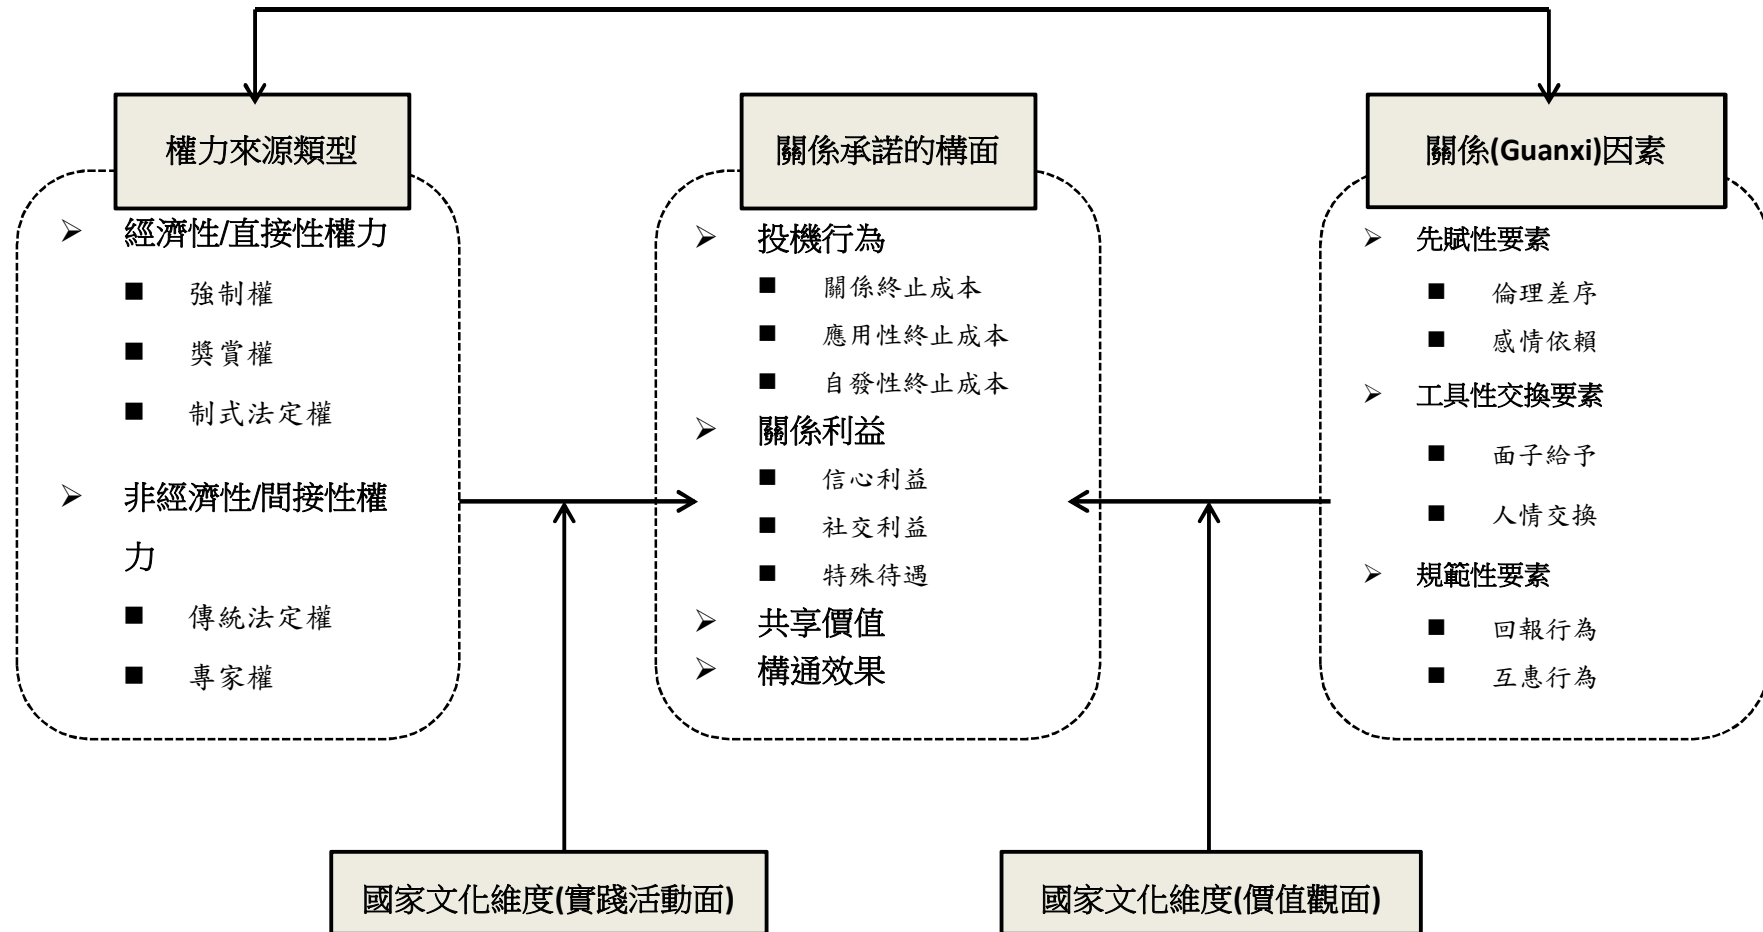 權力來源類型
經濟性/直接性權力
強制權
獎賞權
制式法定權
非經濟性/間接性權
力
傳統法定權
專家權
關係承諾的構面
投機行為
關係終止成本
應用性終止成本
自發性終止成本
關係利益
信心利益
社交利益
特殊待遇
共享價值
構通效果
關係(Guanxi)因素
先賦性要素
倫理差序
感情依賴
工具性交換要素
面子給予
人情交換
規範性要素
回報行為
互惠行為
國家文化維度(實踐活動面)
國家文化維度(價值觀面)